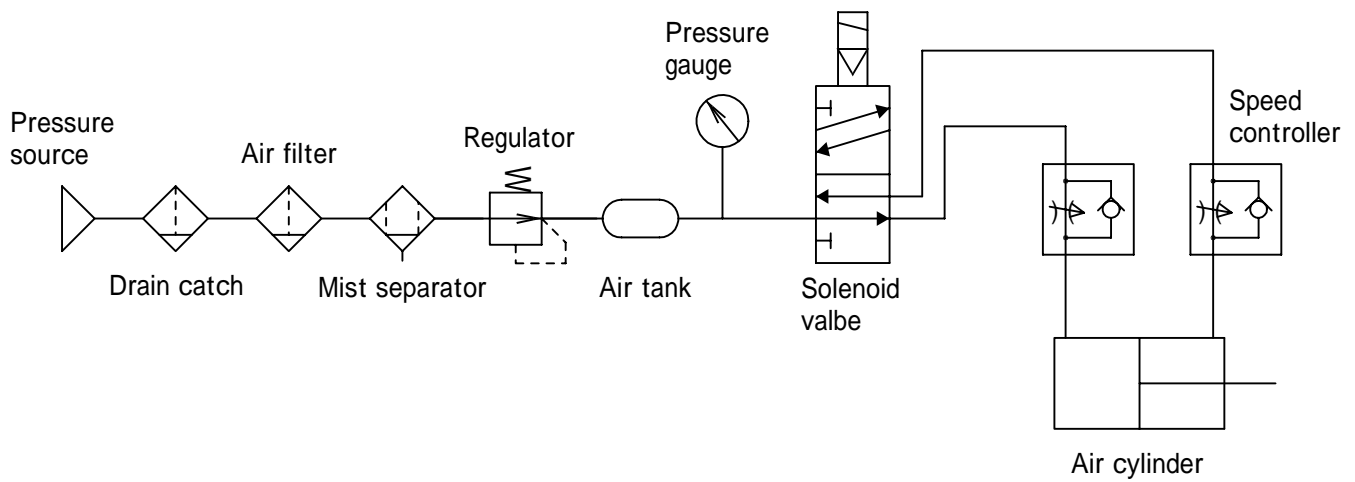 Pressure
source
Drain catch
Air filter
Mist separator
Regulator
Air tank
Pressure
gauge
Solenoid
valbe
Speed
controller
Air cylinder